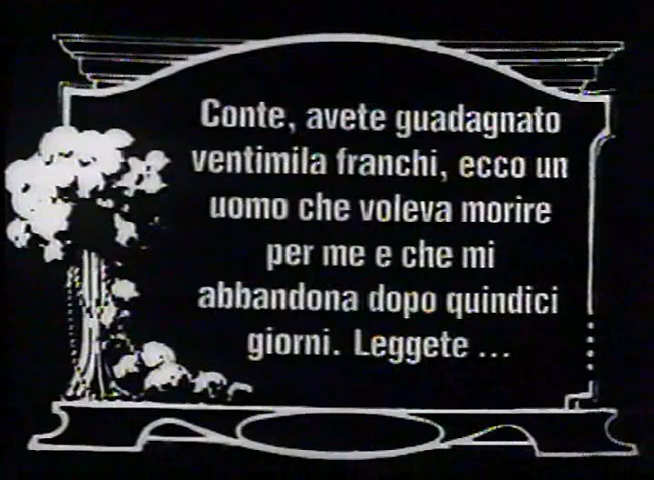 Conte, avete guadagnato
ventimila franchi, ecco un
uomo che voleva morire
per me e che mi
abbandona dopo quindici
giorni. Leggete ...